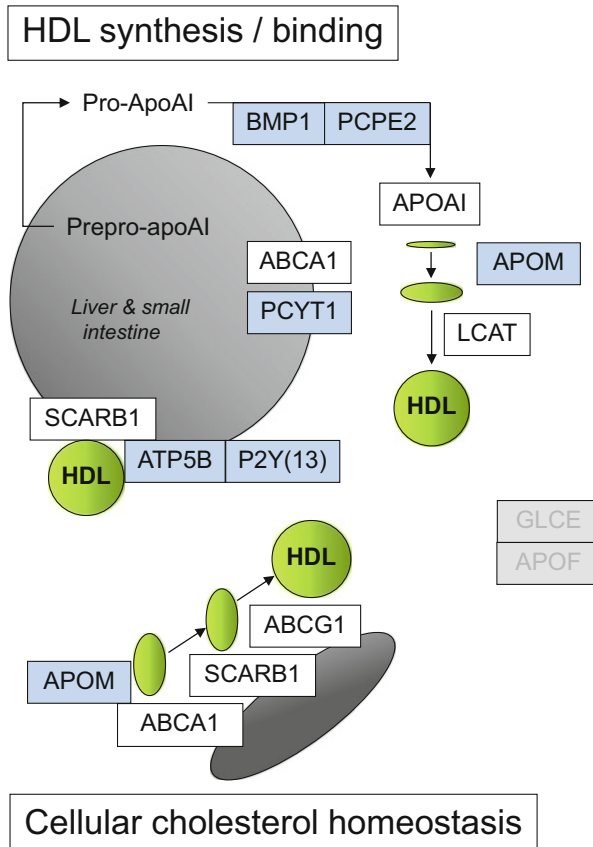 HDL synthesis / binding
Pro-ApoAI
BMP1
PCPE2
APOAI
Prepro-apoAI
ABCA1
APOM
Liver & small
intestine
PCYT1
LCAT
HDL
SCARB1
HDL
ATP5B
P2Y(13)
GLCE
APOF
HDL
ABCG1
SCARB1
APOM
ABCA1
Cellular cholesterol homeostasis